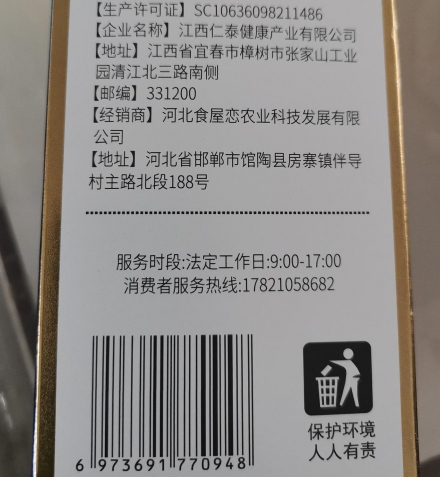 【生产许可证】SC10636098211486
【企业名称】江西仁泰健康产业有限公司
【地址】江西省宜春市樟树市张家山工业
园清江北三路南侧
【邮编】331200
【经销商】河北食屋恋农业科技发展有限
公司
【地址】河北省邯郸市馆陶县房寨镇伴导
村主路北段188号
服务时段:法定工作日:9:00-17:00
消费者服务热线:17821058682
6 973691 770948
保护环境
人人有责